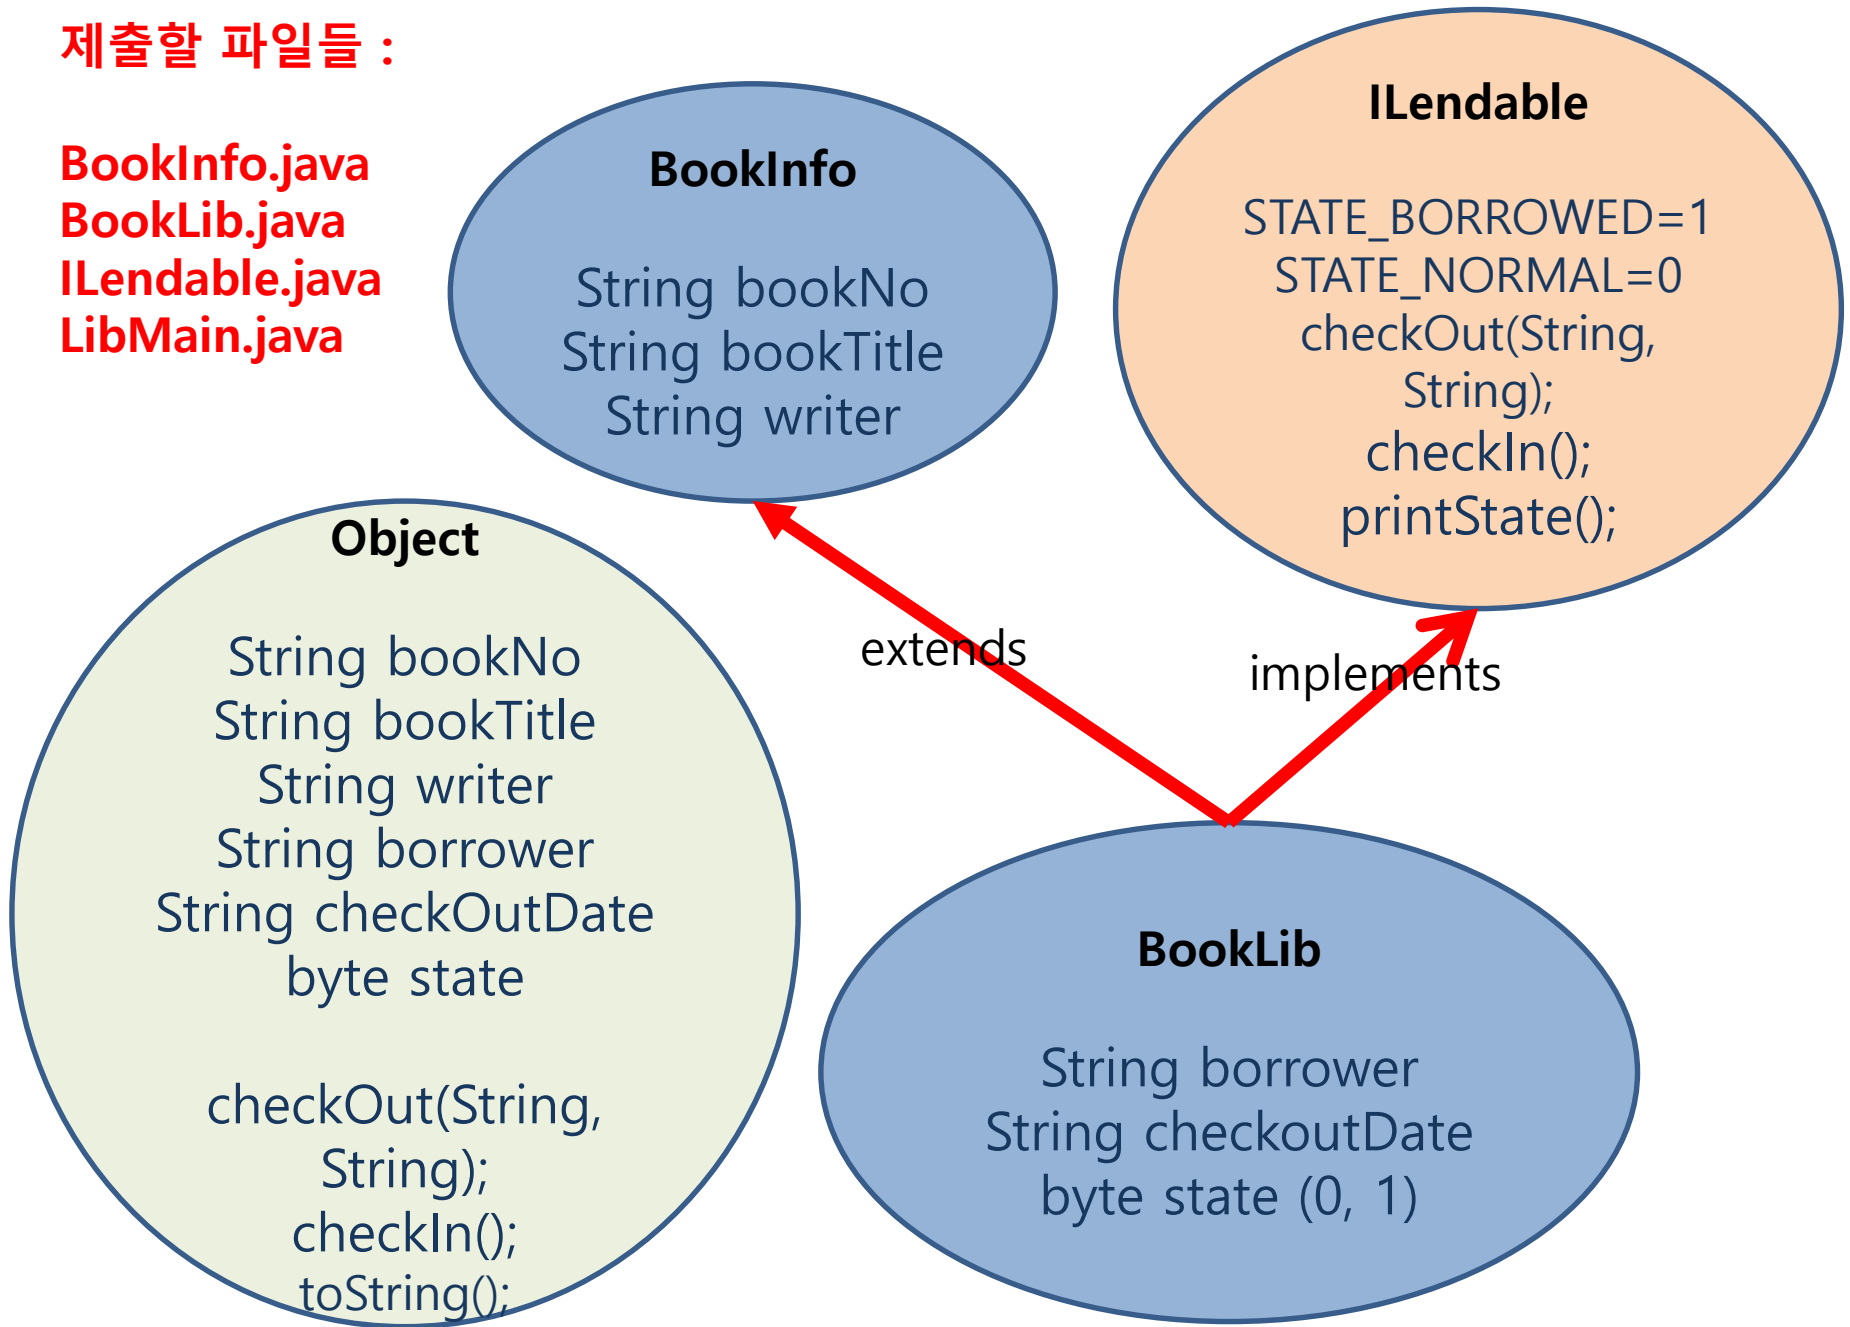 제출할 파일들 :
BookInfo.java
BookLib.java
ILendable.java
LibMain.java
BookInfo
String bookNo
String bookTitle
String writer
ILendable
STATE_BORROWED=1
STATE_NORMAL=0
checkOut(String,
String);
checkIn();
printState();
extends
implements
Object
String bookNo
String bookTitle
String writer
String borrower
String checkOutDate
byte state
checkOut(String,
String);
checkIn();
toString();
BookLib
String borrower
String checkoutDate
byte state (0, 1)